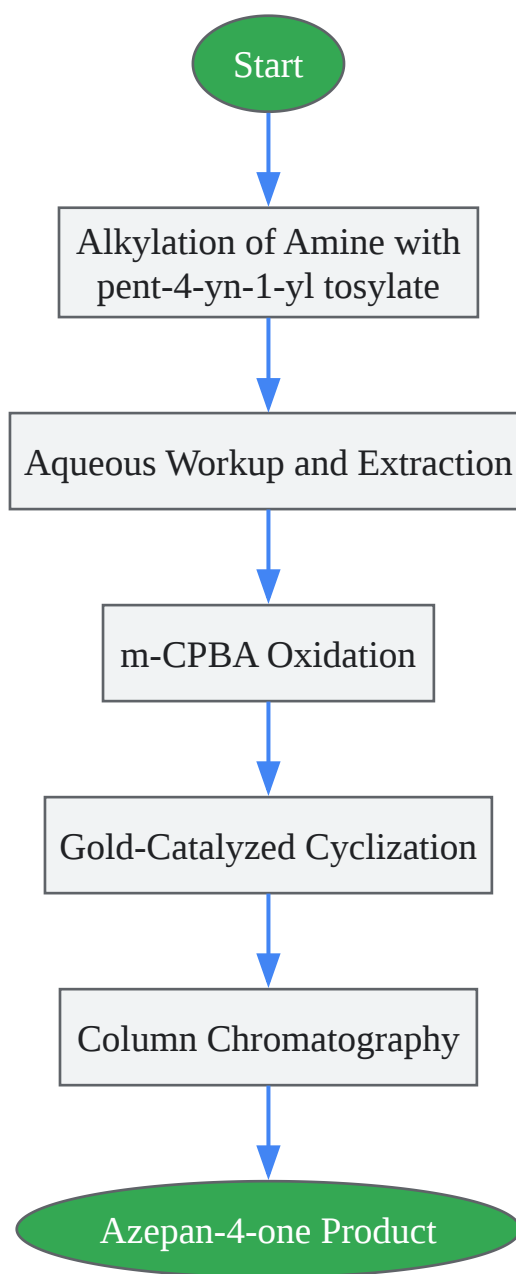 Start
Alkylation of Amine with
pent-4-yn-1-yl tosylate
Aqueous Workup and Extraction
m-CPBA Oxidation
Gold-Catalyzed Cyclization
Column Chromatography
Azepan-4-one Product